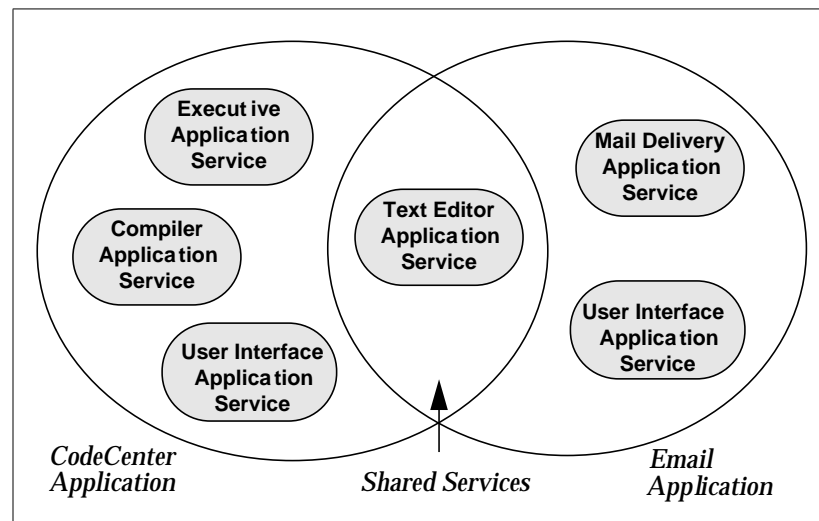 Executive
Application
Service
Mail Delivery
Application
Service
Text Editor
Application
Service
Compiler
Application
Service
User Interface
Application
Service
User Interface
Application
Service
CodeCenter
Application
Shared Services
Email
Application